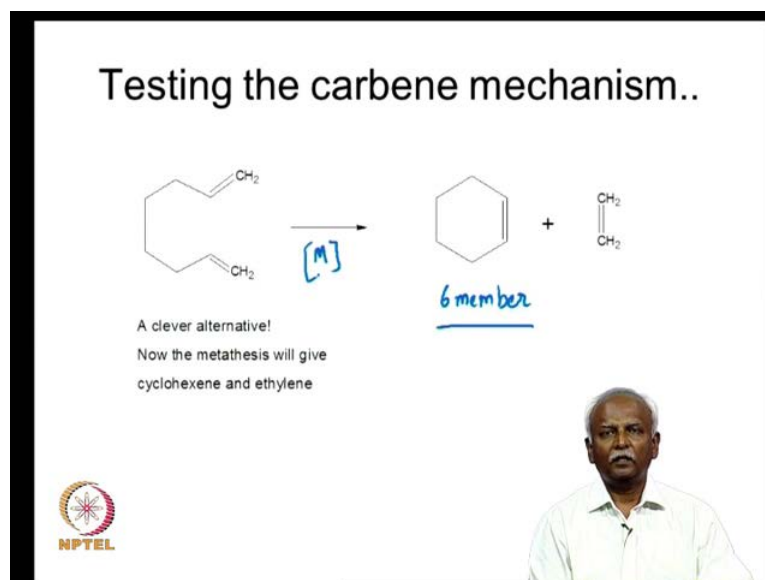 Testing the carbene mechanism..
CH2
CH2
[M]
+
CH2
CH2
6 member
A clever alternative!
Now the metathesis will give
cyclohexene and ethylene
NPTEL